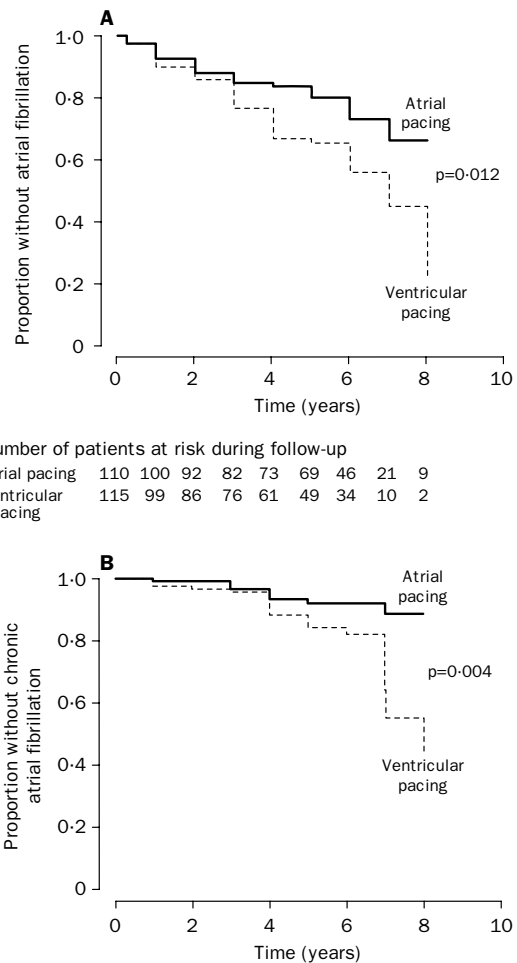 A
1·0
0·8
0·6
0·4
0·2
0
Proportion without atrial fibrillation
Atrial
pacing
p=0·012
Ventricular
pacing
0 2 4 6 8 10
Time (years)
umber of patients at risk during follow-up
rial pacing 110 100 92 82 73 69 46 21 9
ntricular 115 99 86 76 61 49 34 10 2
acing
B
1·0
0·8
0·6
0·4
0·2
0
Proportion without chronic
atrial fibrillation
Atrial
pacing
p=0·004
Ventricular
pacing
0 2 4 6 8 10
Time (years)